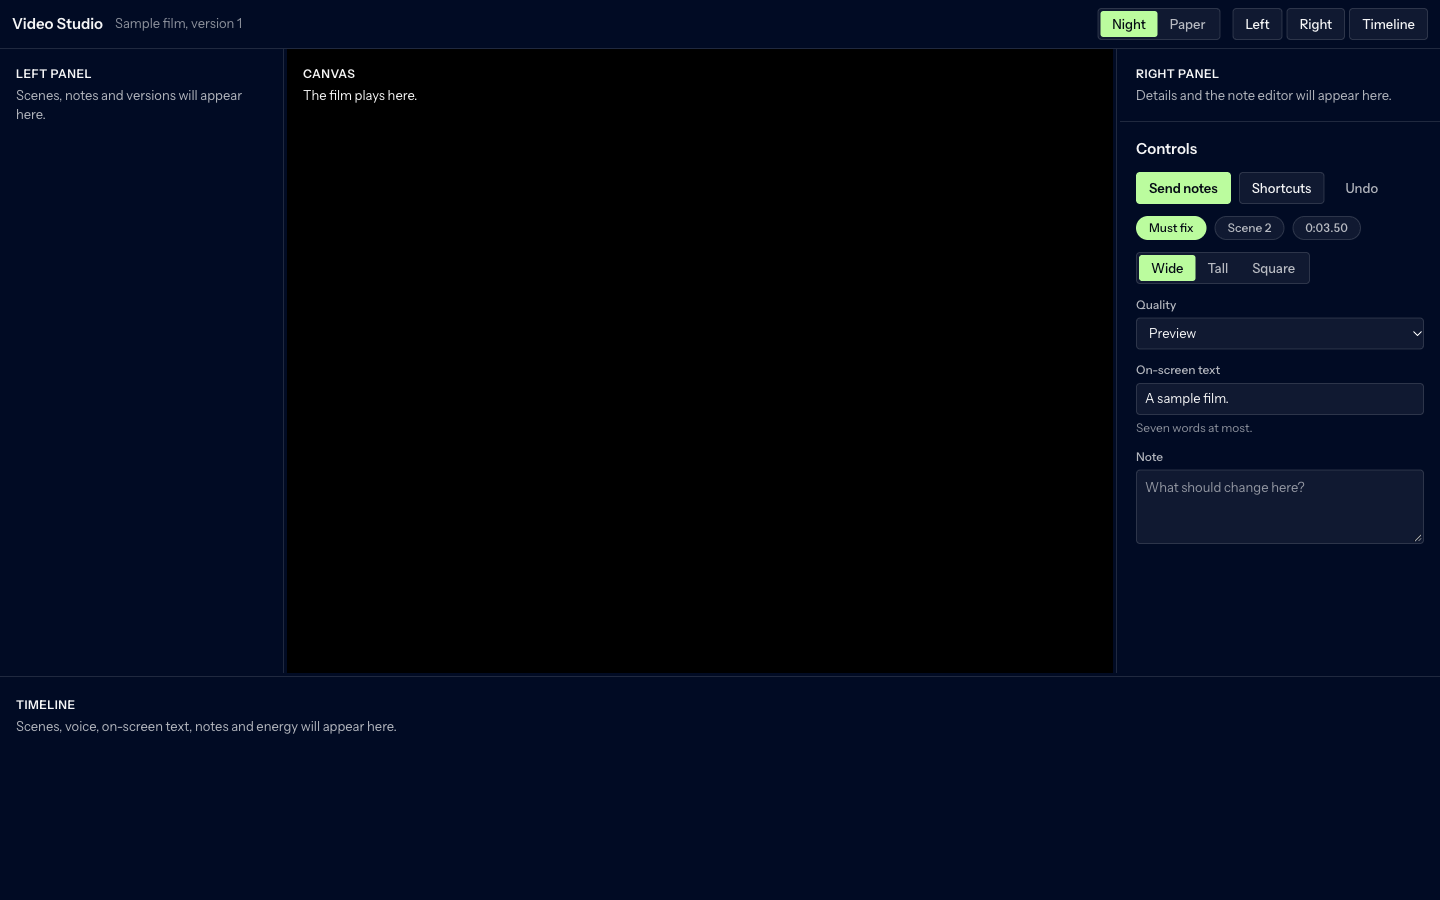 Video Studio
Sample film, version 1
Night
Paper
Left
Right
Timeline
LEFT PANEL
Scenes, notes and versions will appear
here.
CANVAS
The film plays here.
RIGHT PANEL
Details and the note editor will appear here.
Controls
Send notes
Shortcuts
Undo
Must fix
Scene 2
0:03.50
Wide
Tall
Square
Quality
Preview
On-screen text
A sample film.
Seven words at most.
Note
What should change here?
TIMELINE
Scenes, voice, on-screen text, notes and energy will appear here.